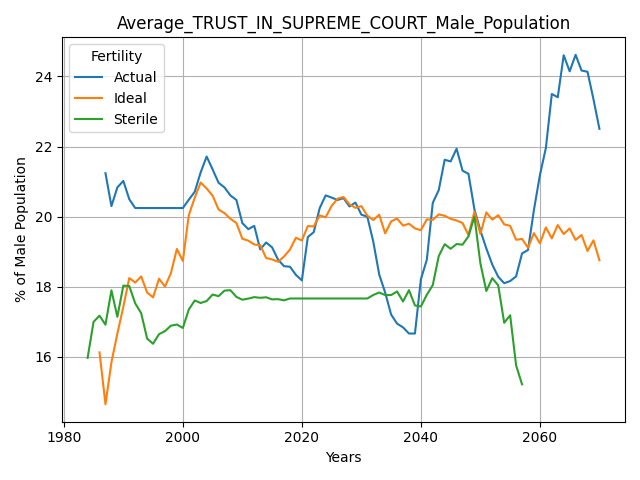 Average_TRUST_IN_SUPREME_COURT_Male_Population
Fertility
Actual
Ideal
Sterile
% of Male Population
24
22
20
18
16
1980
2000
2020
2040
2060
Years